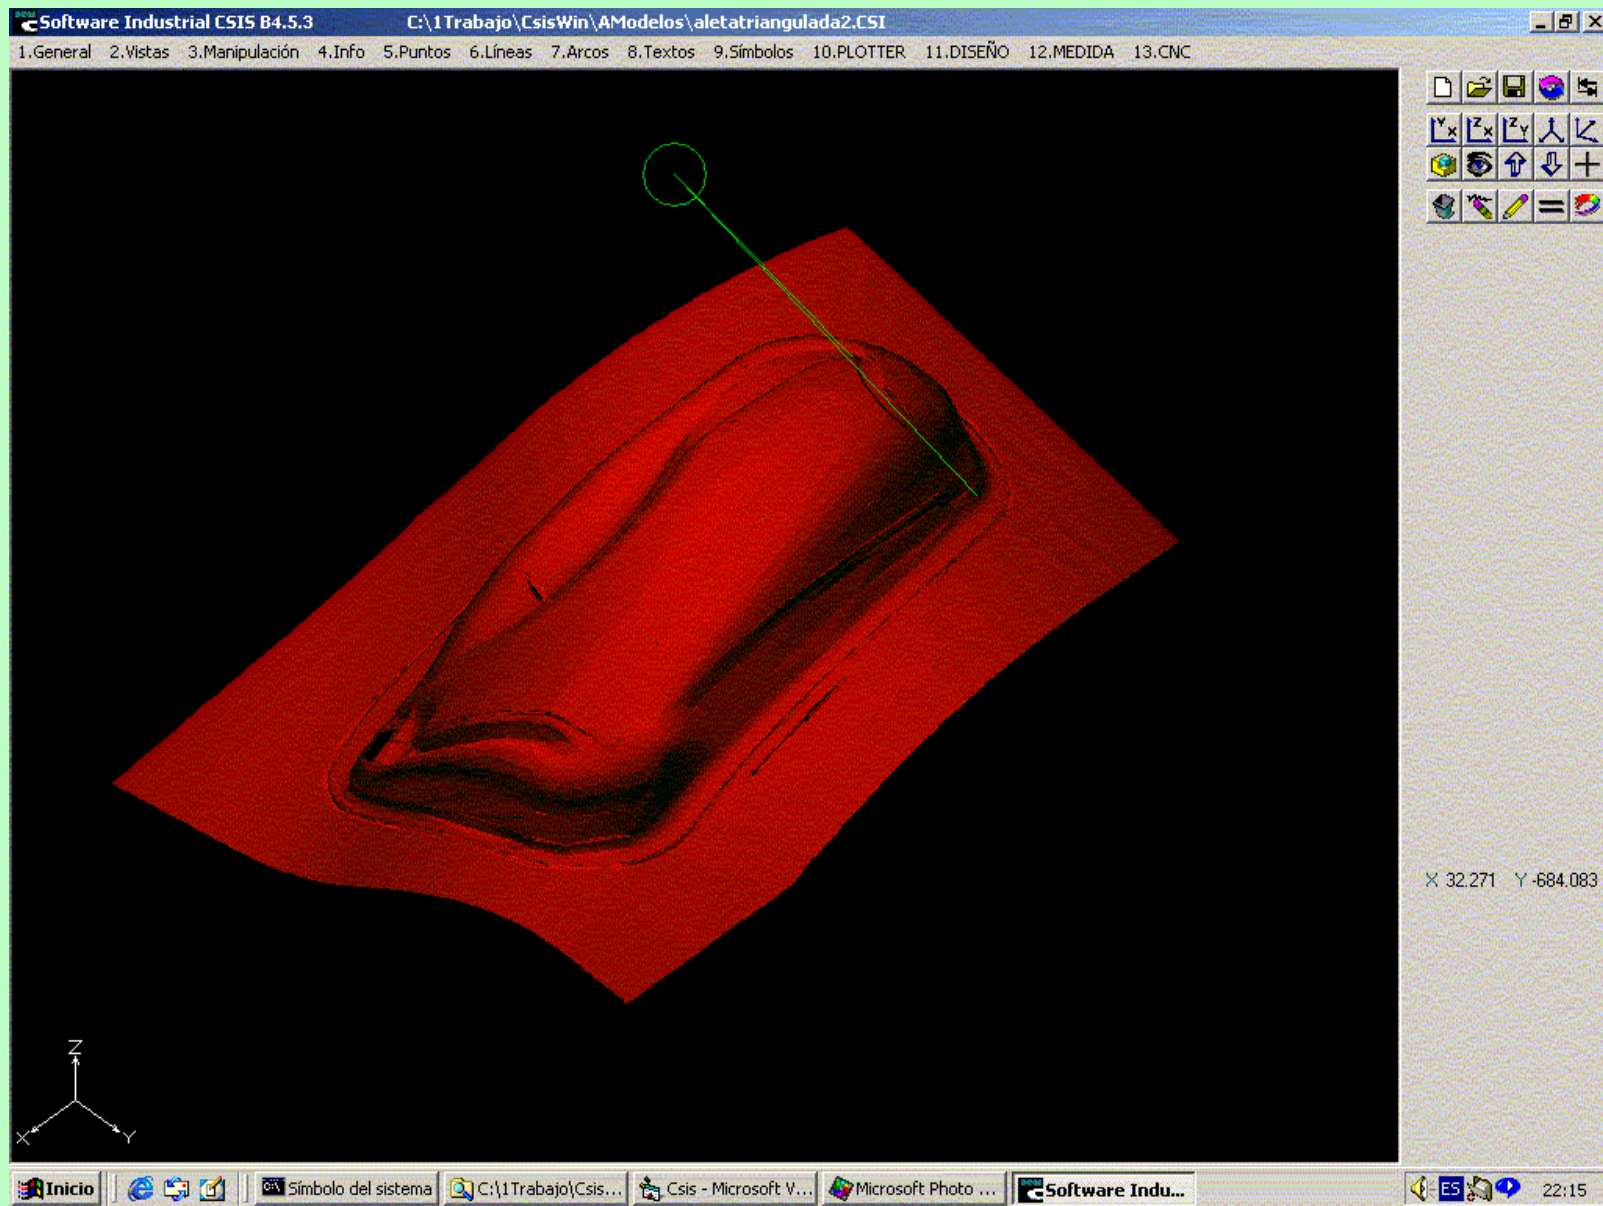 Software Industrial CSIS B4.5.3 C:\1Trabajo\CsisWin\AModelos\aletatriangulada2.CSI
1.General 2.Vistas 3.Manipulación 4.Info 5.Puntos 6.Líneas 7.Arcos 8.Textos 9.Símbolos 10.PLOTTER 11.DISEÑO 12.MEDIDA 13.CNC
Y X Z X Z Y
X 32.271 Y -684.083
Z
X Y
Inicio Símbolo del sistema C:\1Trabajo\Csis... Csis - Microsoft V... Microsoft Photo ... Software Indu... ES 22:15